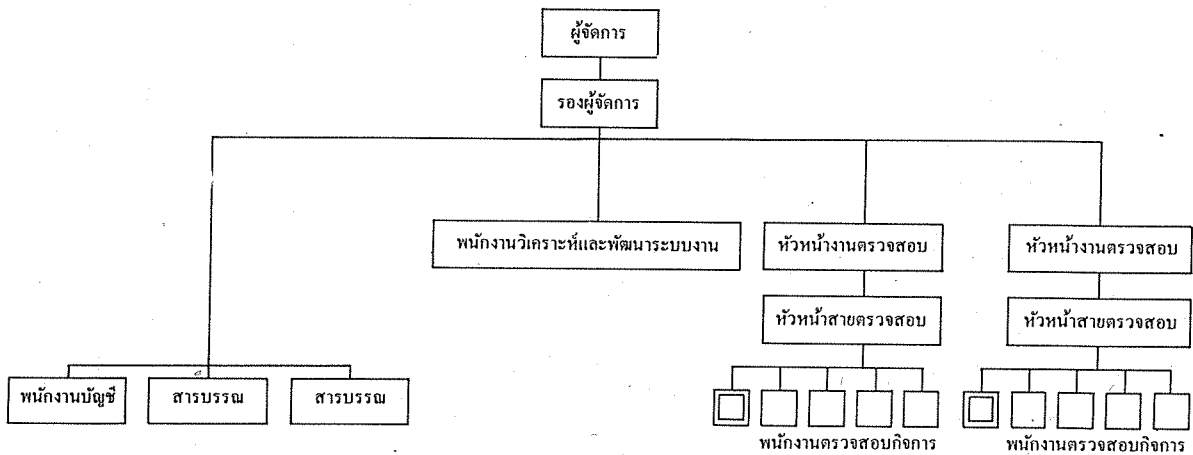 ผู้จัดการ
รองผู้จัดการ
พนักงานวิเคราะห์และพัฒนาระบบงาน
หัวหน้างานตรวจสอบ
หัวหน้างานตรวจสอบ
หัวหน้าสายตรวจสอบ
หัวหน้าสายตรวจสอบ
พนักงานบัญชี
สารบรรณ
สารบรรณ
พนักงานตรวจสอบกิจการ
พนักงานตรวจสอบกิจการ